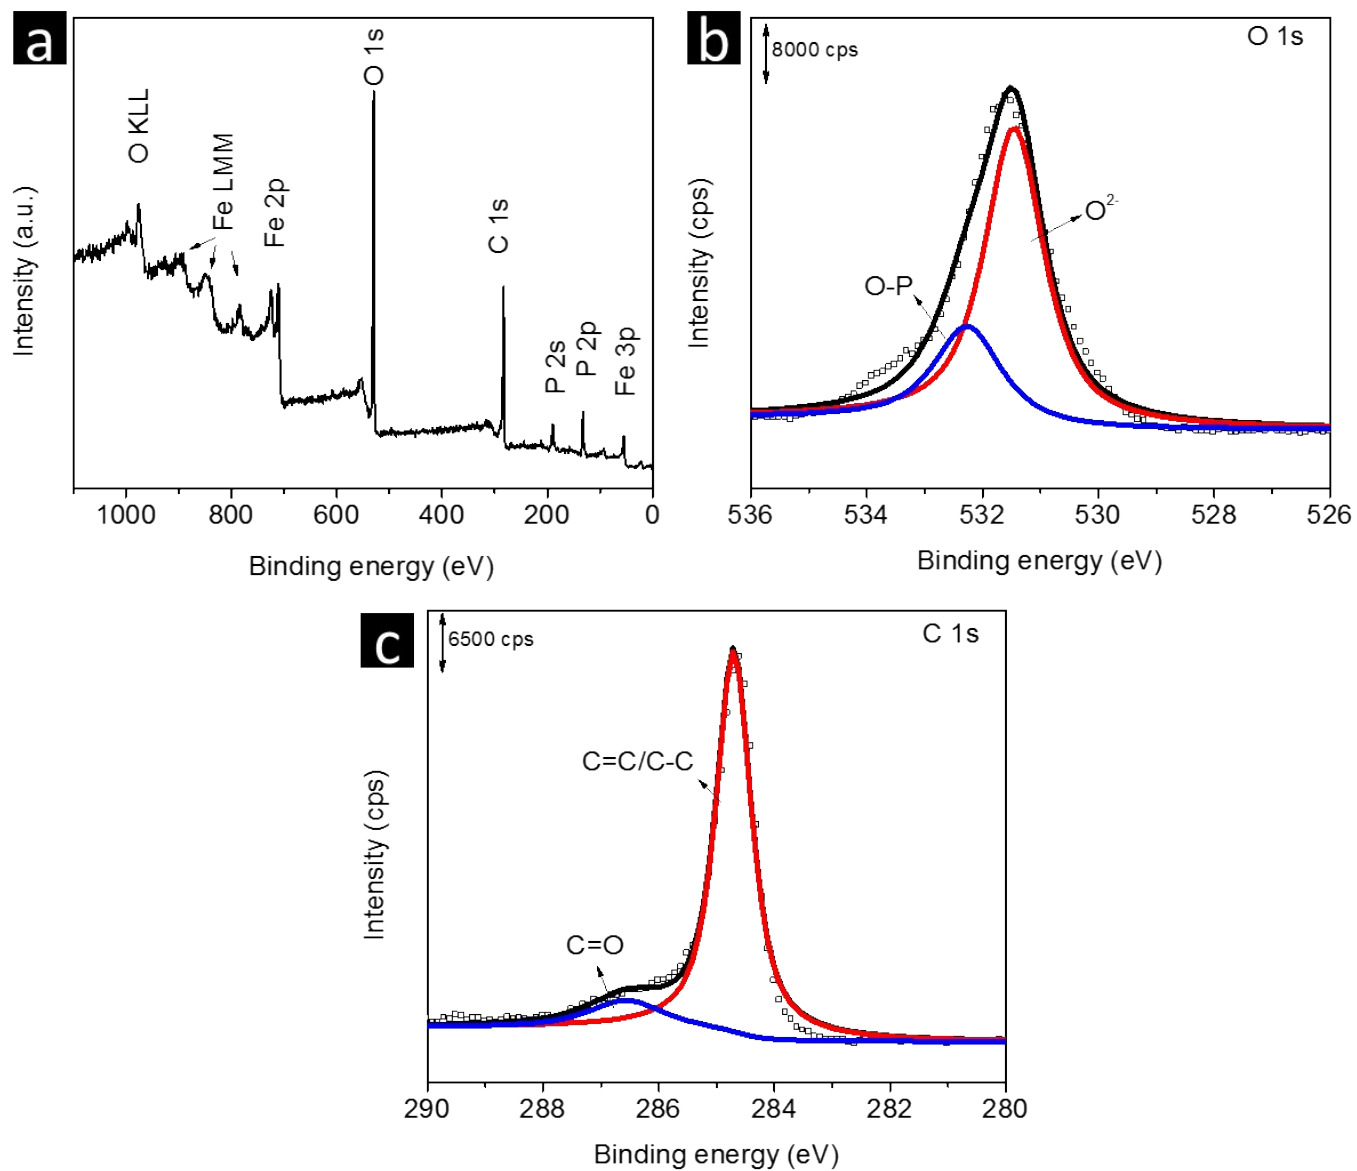 a
O KLL
Fe LMM
Fe 2p
O 1s
C 1s
P 2s
P 2p
Fe 3p
Intensity (a.u.)
1000 800 600 400 200 0
Binding energy (eV)
b
8000 cps
O 1s
O-P
O²⁻
Intensity (cps)
536 534 532 530 528 526
Binding energy (eV)
c
6500 cps
C 1s
C=C/C-C
C=O
Intensity (cps)
290 288 286 284 282 280
Binding energy (eV)